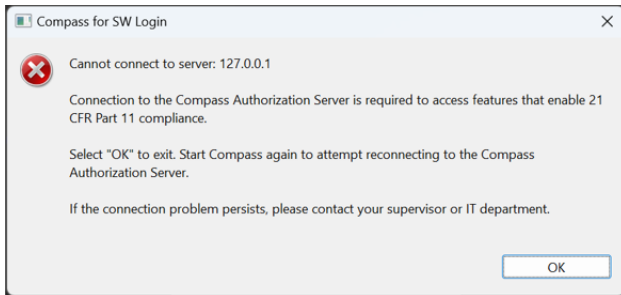 Compass for SW Login
Cannot connect to server: 127.0.0.1
Connection to the Compass Authorization Server is required to access features that enable 21
CFR Part 11 compliance.
Select "OK" to exit. Start Compass again to attempt reconnecting to the Compass
Authorization Server.
If the connection problem persists, please contact your supervisor or IT department.
OK